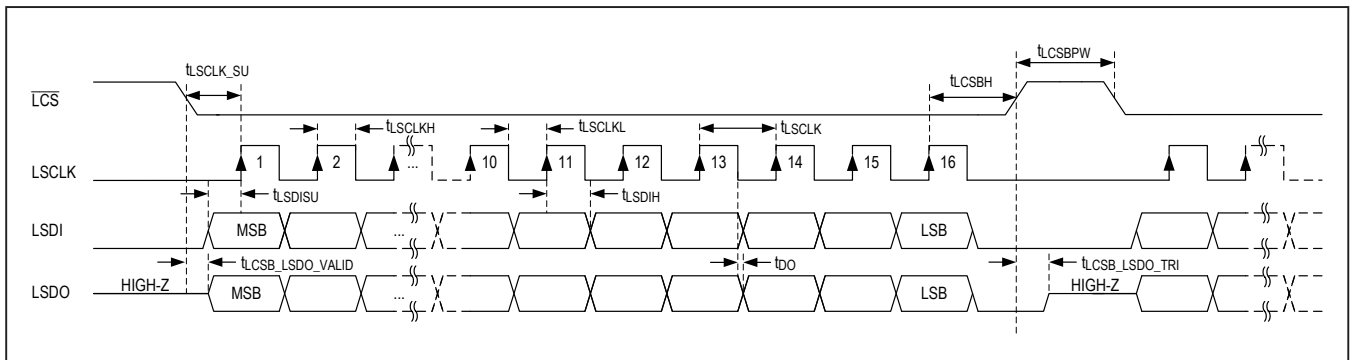 tLSCLK_SU
tLCSBPW
tLCSBH
LCS
tLSCLKH
tLSCLKL
tLSCLK
LSCLK
1 2 ... 10 11 12 13 14 15 16
tLSDISU
tLSDIH
LSDI
MSB ... LSB
tLCSB_LSDO_VALID
tDO
tLCSB_LSDO_TRI
LSDO
HIGH-Z MSB ... LSB HIGH-Z